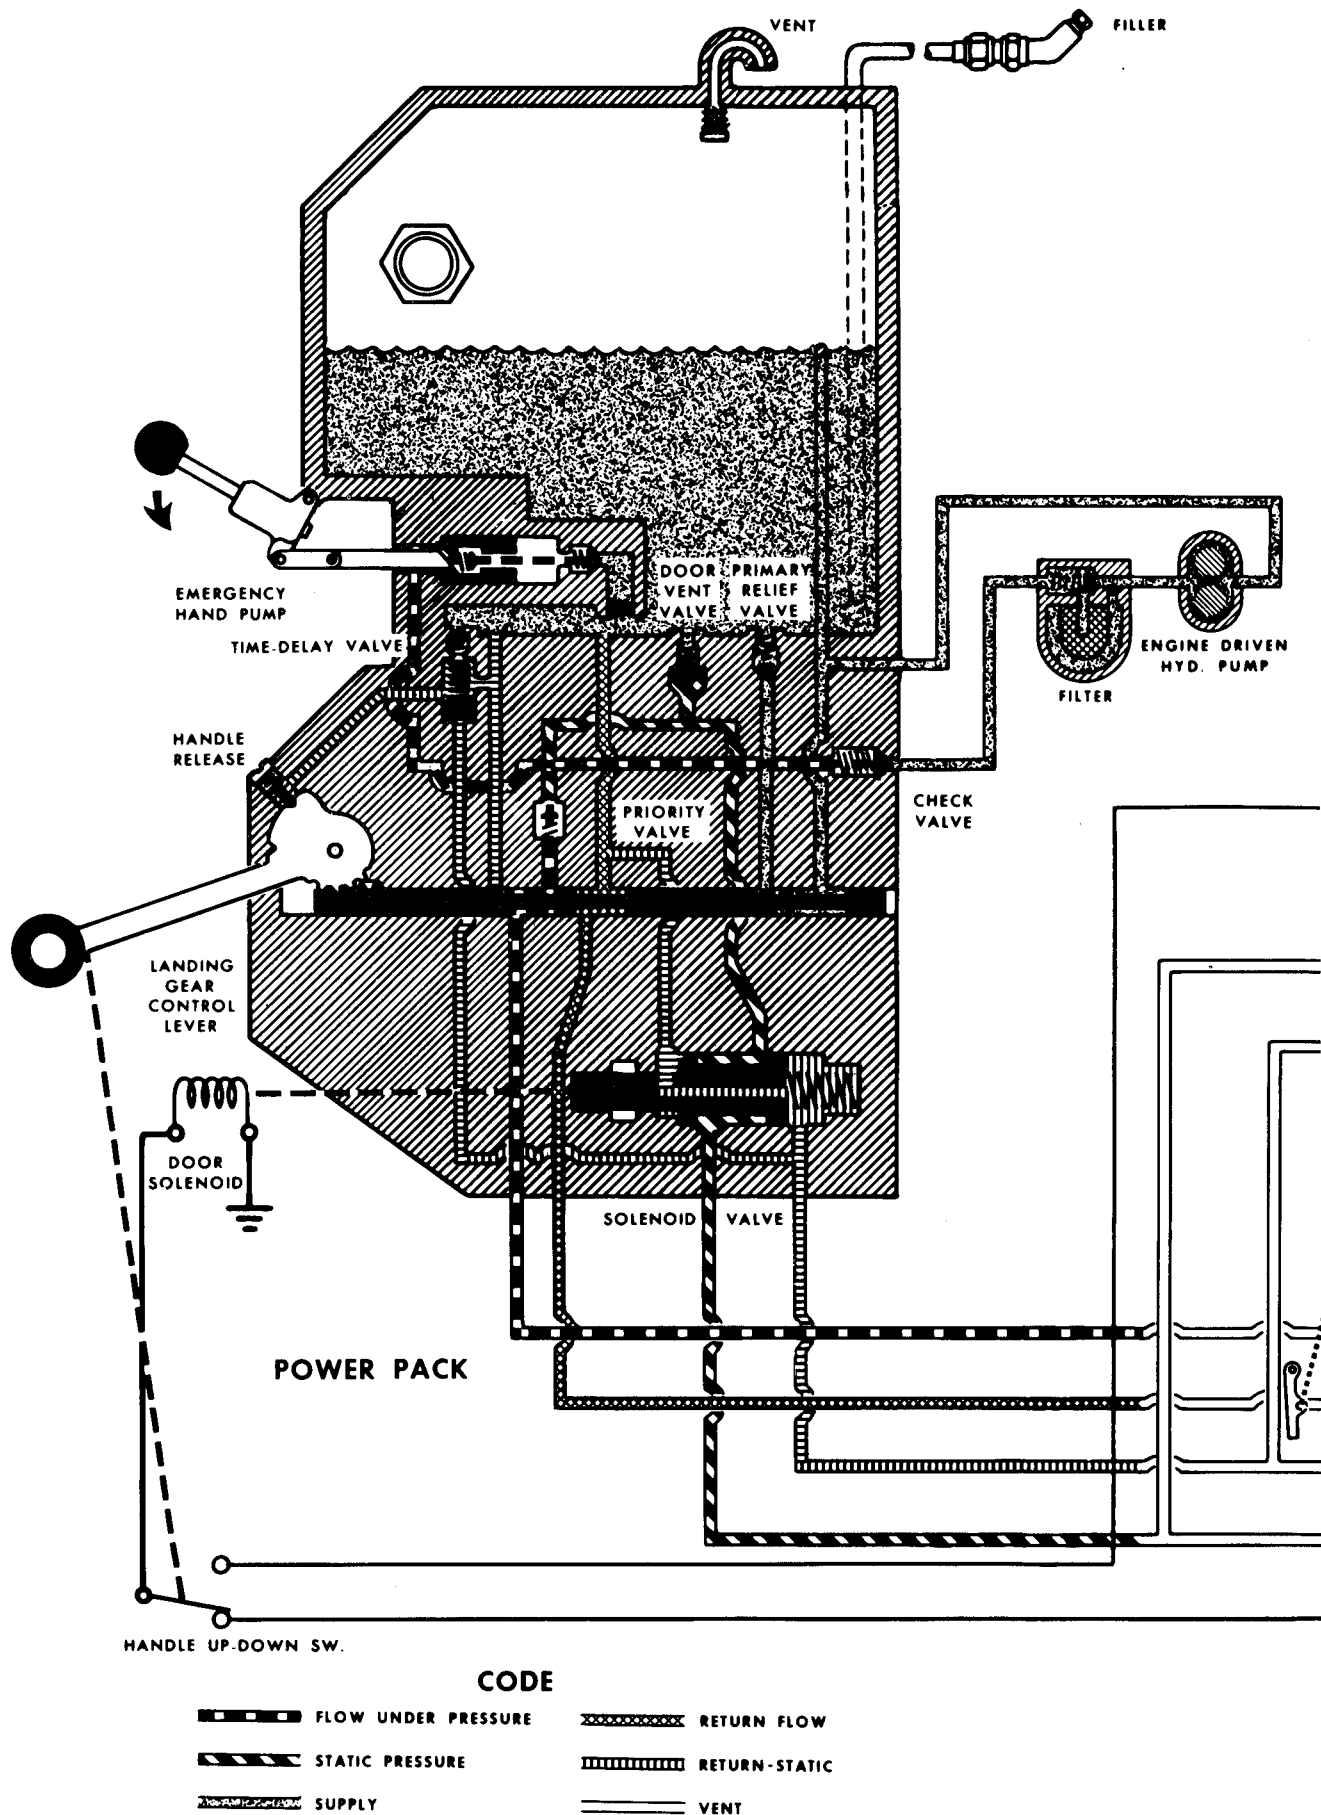 VENT
FILLER
EMERGENCY
HAND PUMP
DOOR
VENT
VALVE
PRIMARY
RELIEF
VALVE
TIME-DELAY VALVE
ENGINE DRIVEN
HYD. PUMP
FILTER
HANDLE
RELEASE
PRIORITY
VALVE
CHECK
VALVE
LANDING
GEAR
CONTROL
LEVER
DOOR
SOLENOID
SOLENOID VALVE
POWER PACK
HANDLE UP-DOWN SW.
CODE
FLOW UNDER PRESSURE
RETURN FLOW
STATIC PRESSURE
RETURN-STATIC
SUPPLY
VENT